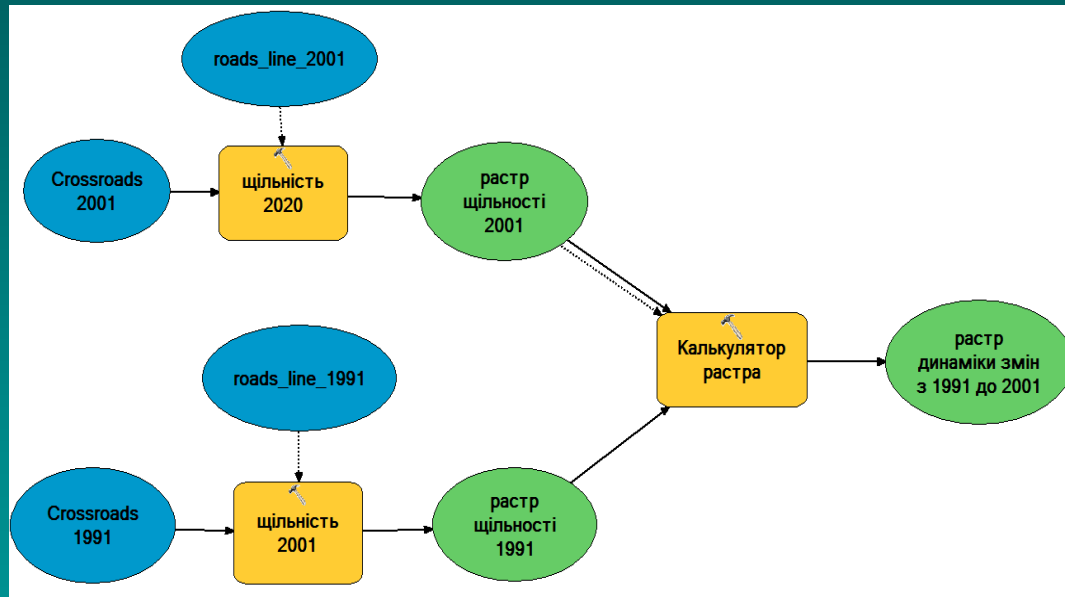 roads_line_2001
Crossroads
2001
щільність
2020
растр
щільності
2001
roads_line_1991
Калькулятор
растра
растр
динаміки змін
з 1991 до 2001
Crossroads
1991
щільність
2001
растр
щільності
1991